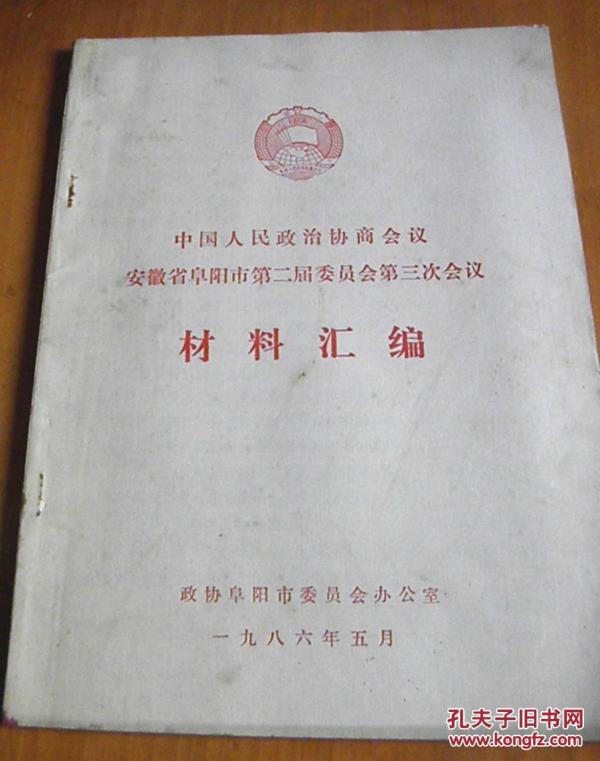 中国人民政治协商会议
安徽省阜阳市第二届委员会第三次会议
材料汇编
政协阜阳市委员会办公室
一九八六年五月
孔夫子旧书网
www.kongfz.com